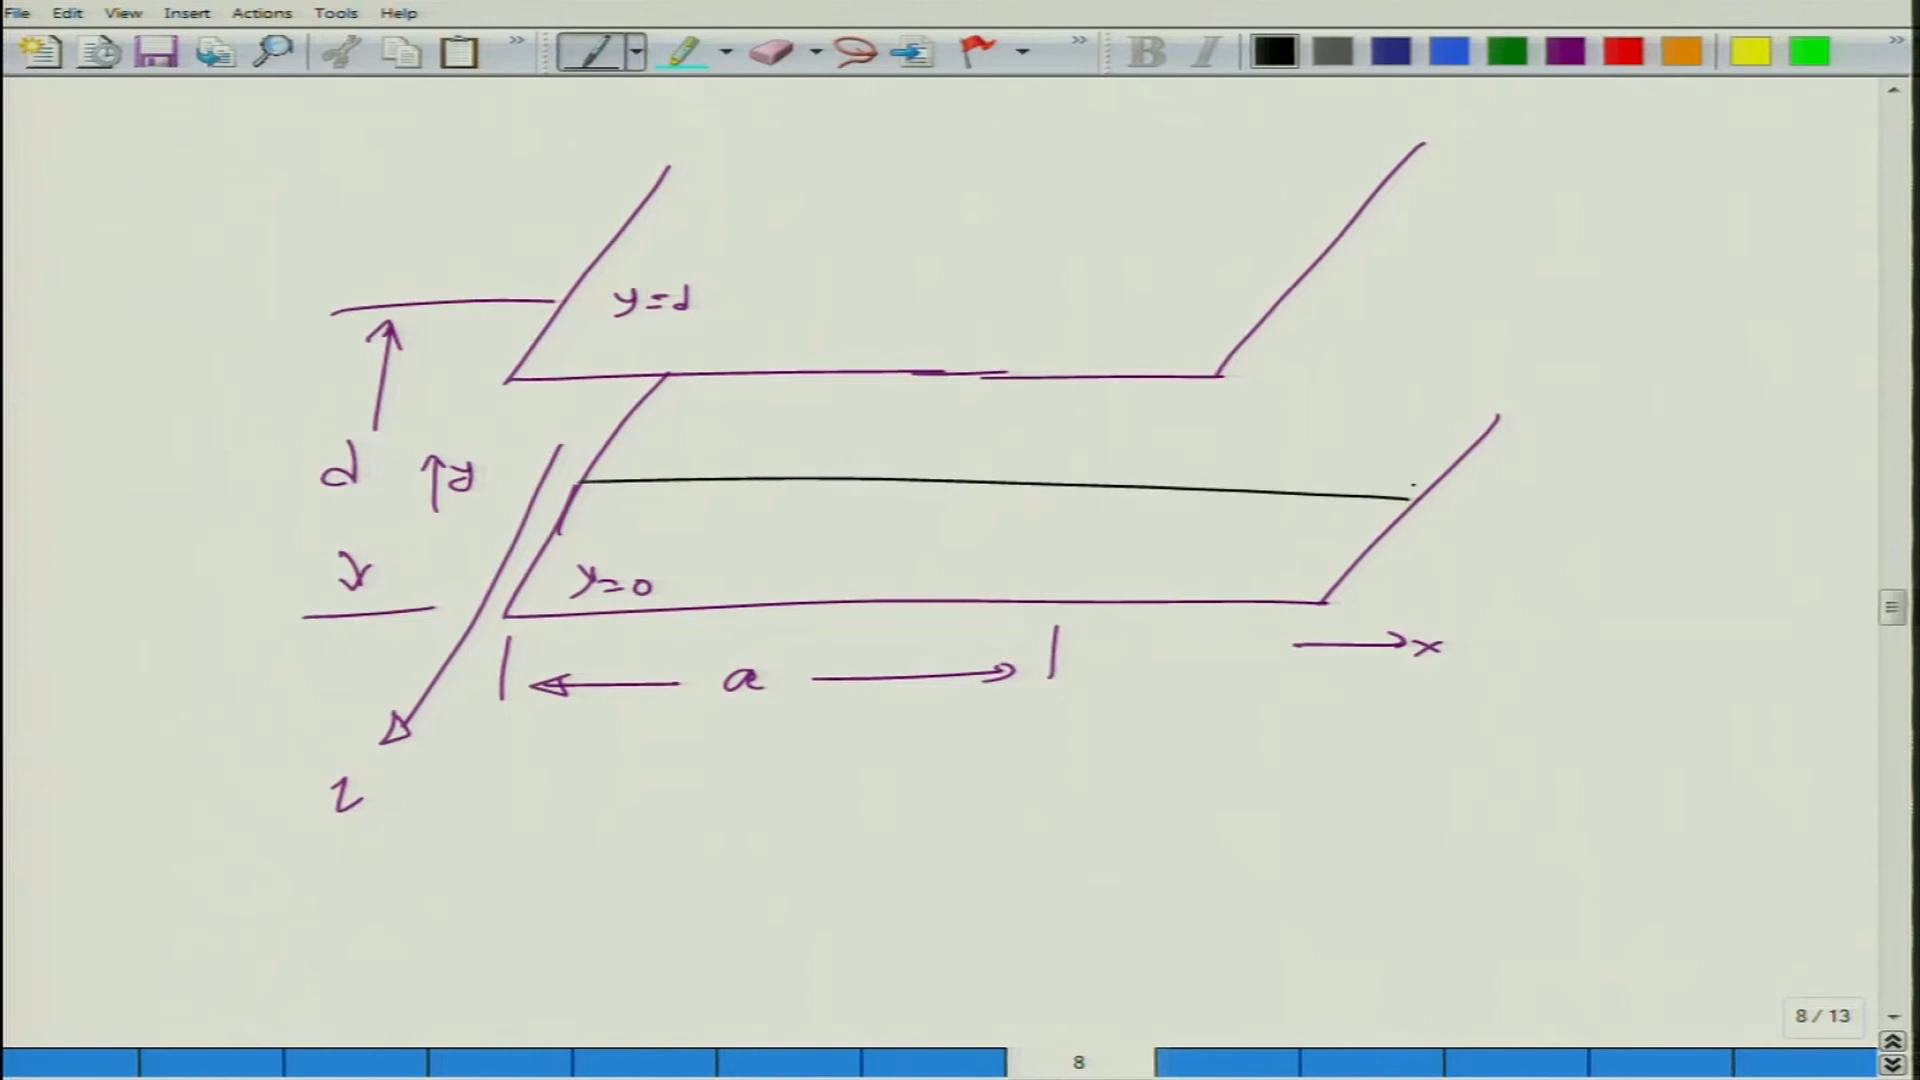 File Edit View Insert Actions Tools Help
B I
y=d
d ↑y
y=0
→x
a
z
8 / 13
8